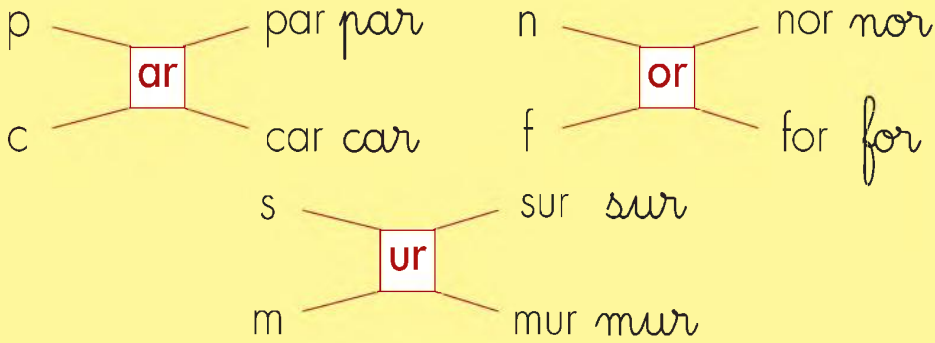 p par par n nor nor
ar or
c car car f for for
s sur sur
ur
m mur mur